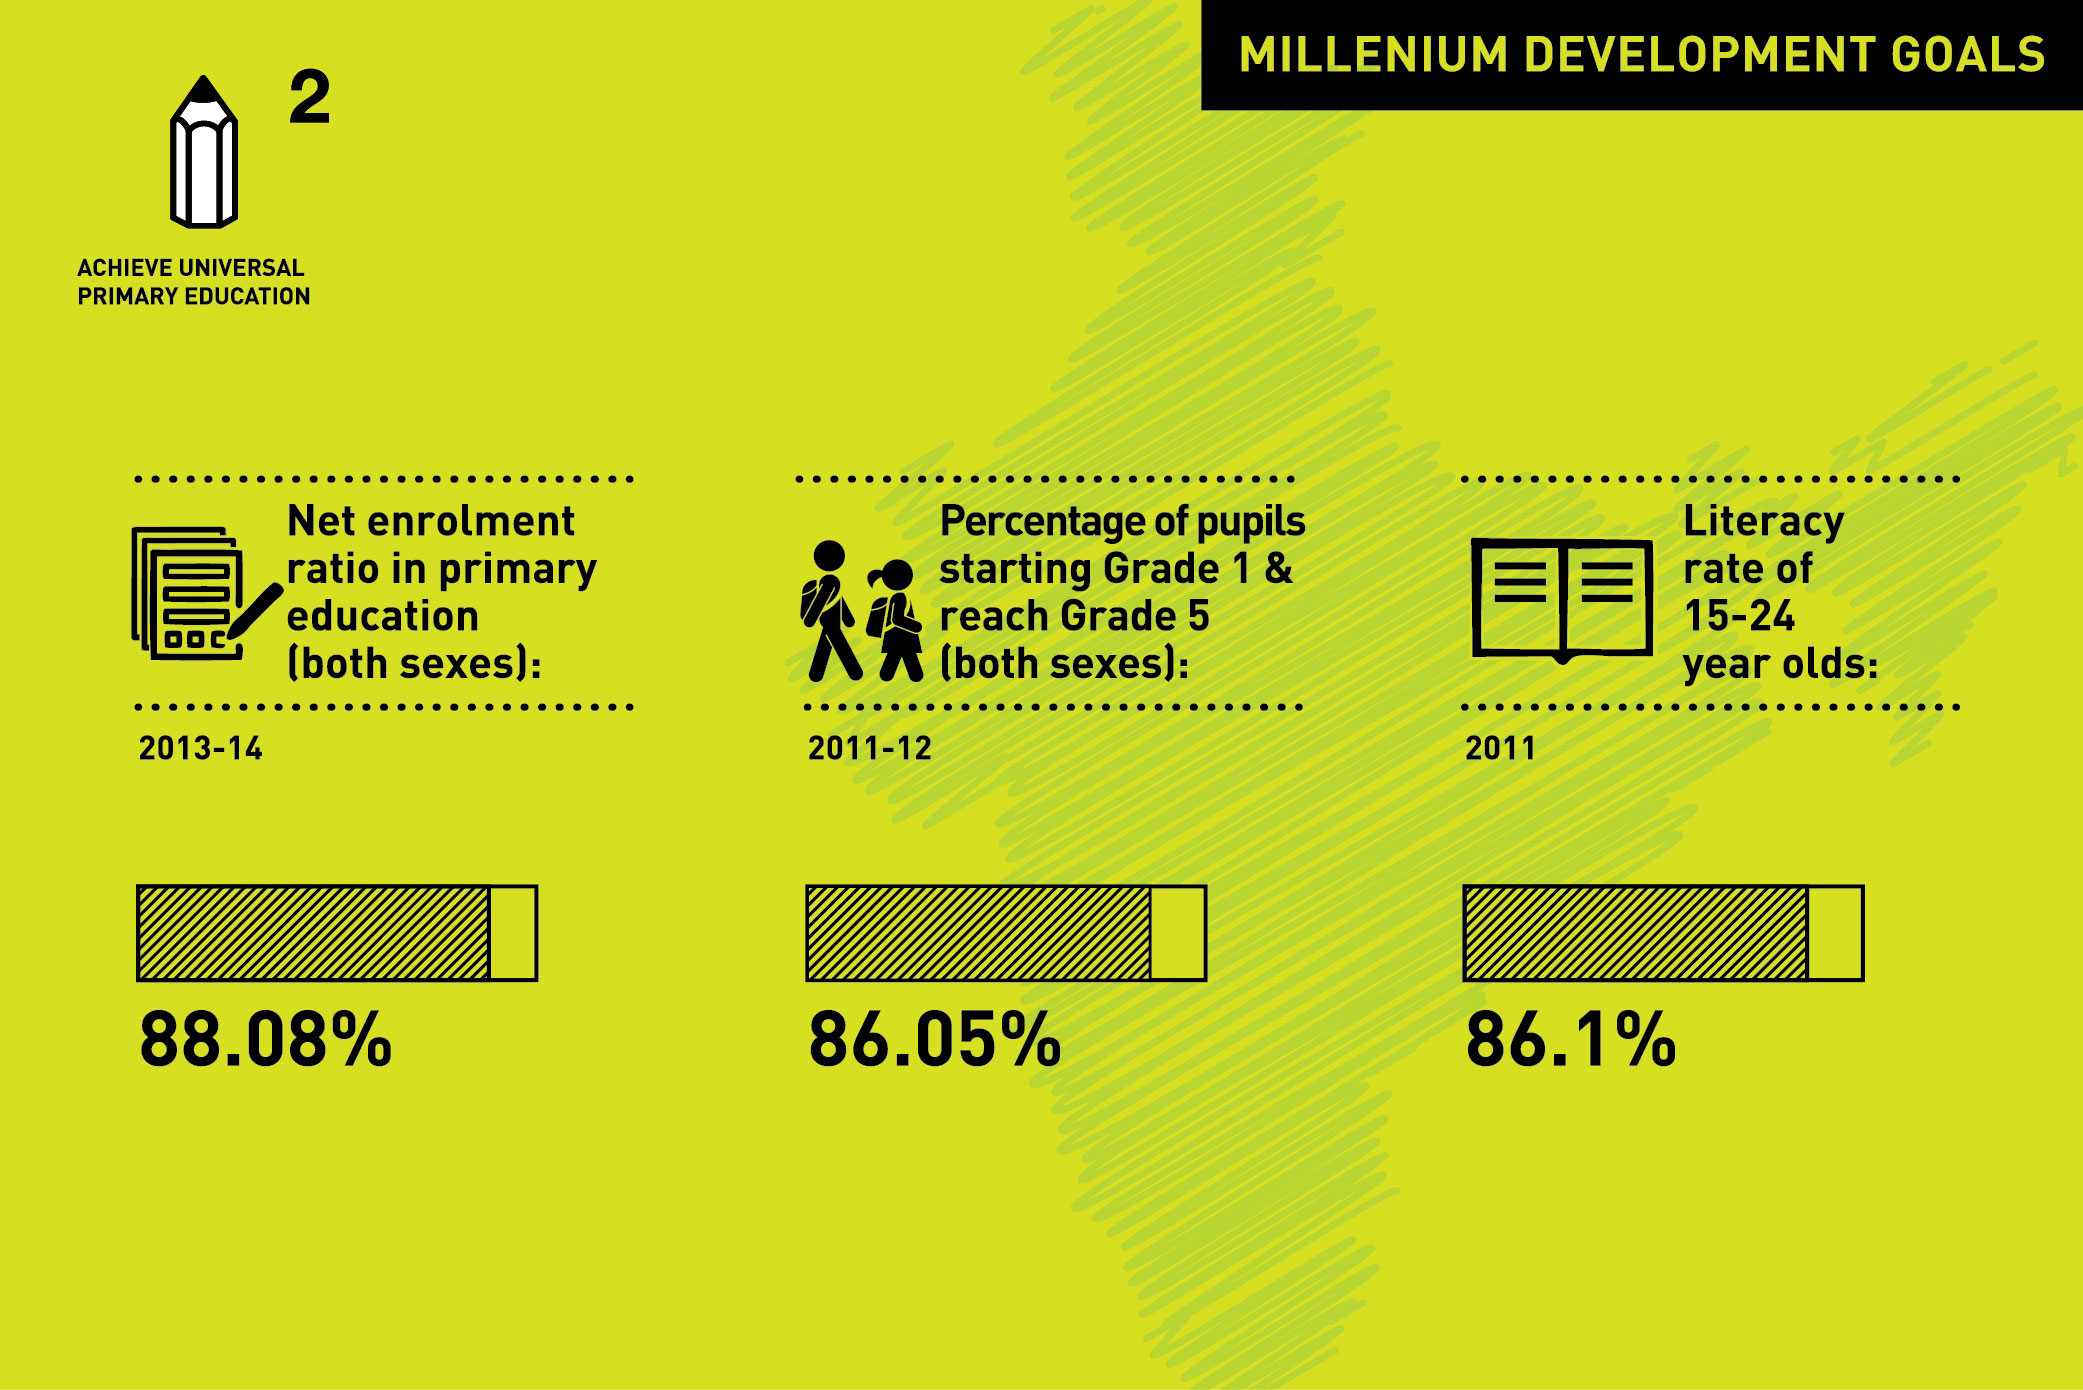 MILLENIUM DEVELOPMENT GOALS
2
ACHIEVE UNIVERSAL
PRIMARY EDUCATION
Net enrolment
ratio in primary
education
(both sexes):
2013-14
88.08%
Percentage of pupils
starting Grade 1 &
reach Grade 5
(both sexes):
2011-12
86.05%
Literacy
rate of
15-24
year olds:
2011
86.1%